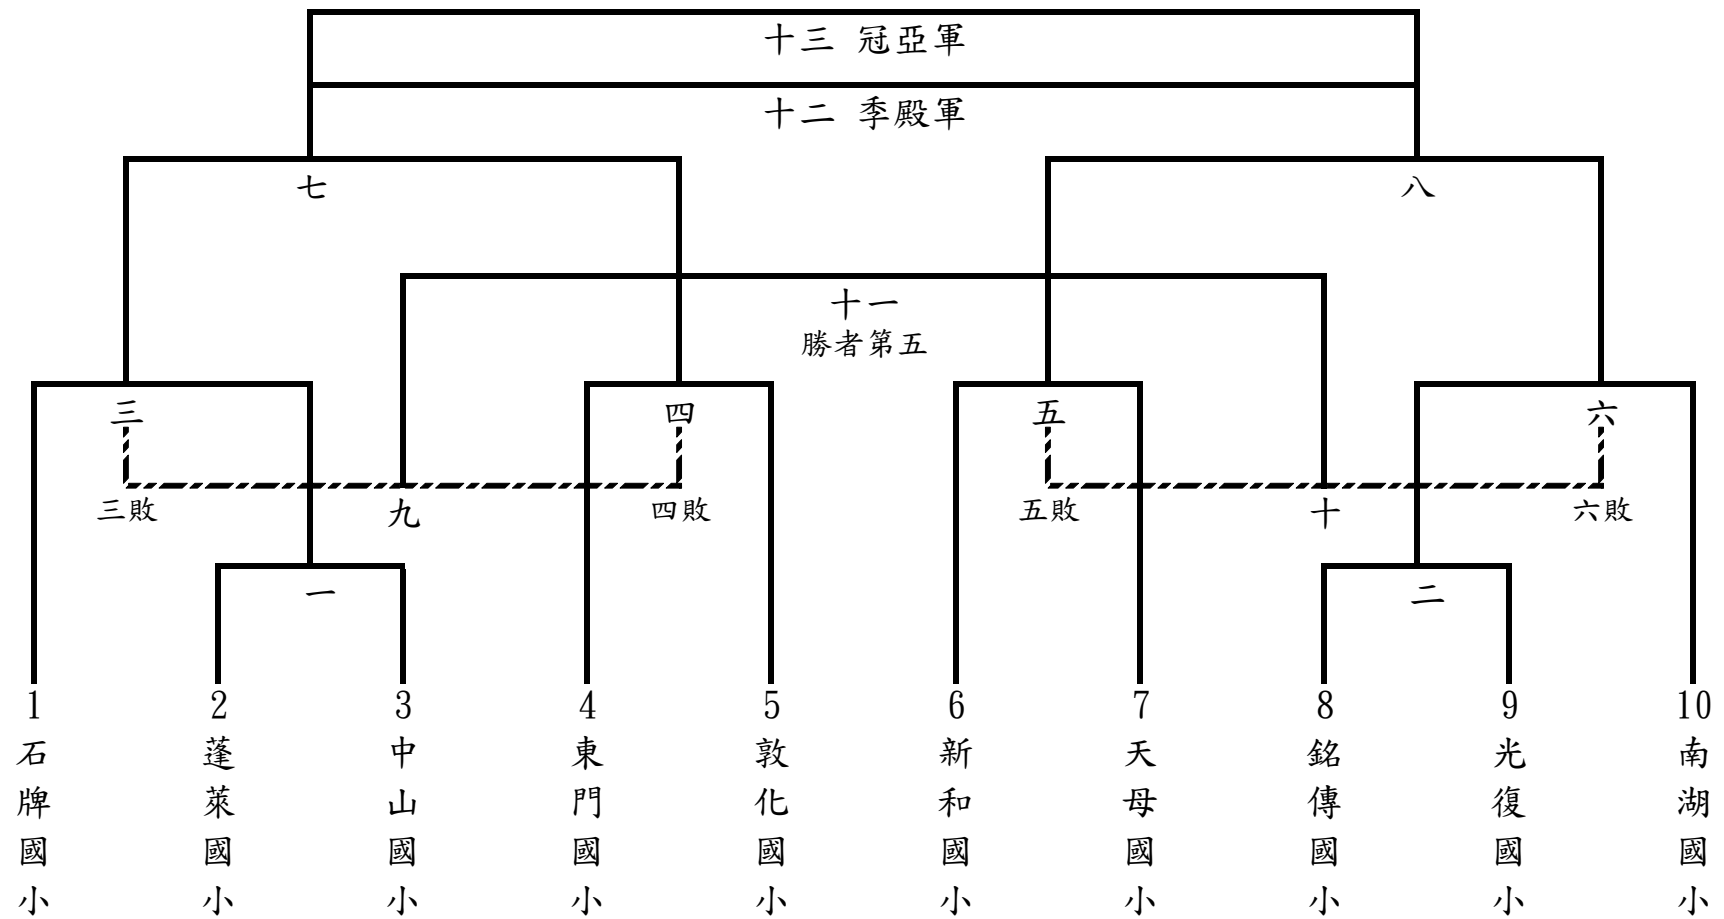 十三 冠亞軍
十二 季殿軍
七
八
十一
勝者第五
三
四
五
六
三敗
九
四敗
五敗
十
六敗
一
二
1
2
3
4
5
6
7
8
9
10
石牌國小
蓬萊國小
中山國小
東門國小
敦化國小
新和國小
天母國小
銘傳國小
光復國小
南湖國小